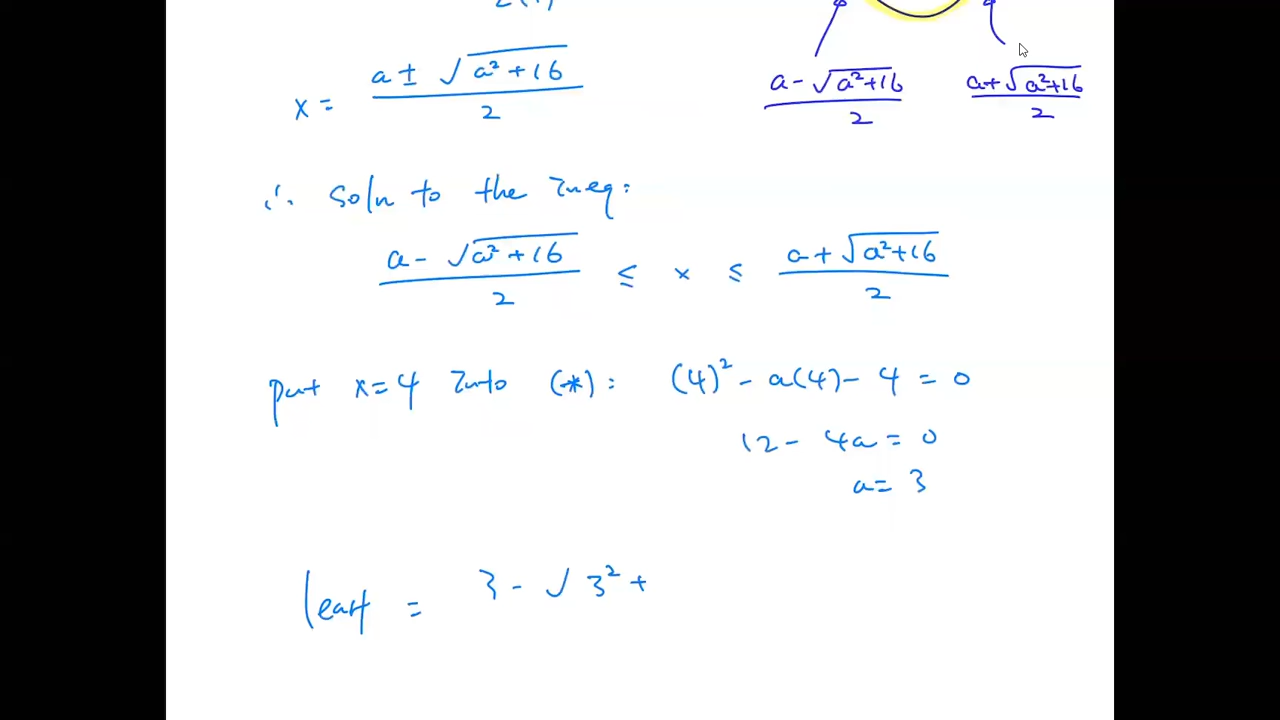 x = (a ± √(a² + 16)) / 2
(a - √(a²+16)) / 2
(a + √(a²+16)) / 2
∴ soln to the ineq:
(a - √(a² + 16)) / 2 ≤ x ≤ (a + √(a²+16)) / 2
put x=4 into (*): (4)² - a(4) - 4 = 0
12 - 4a = 0
a = 3
least = 3 - √3² +